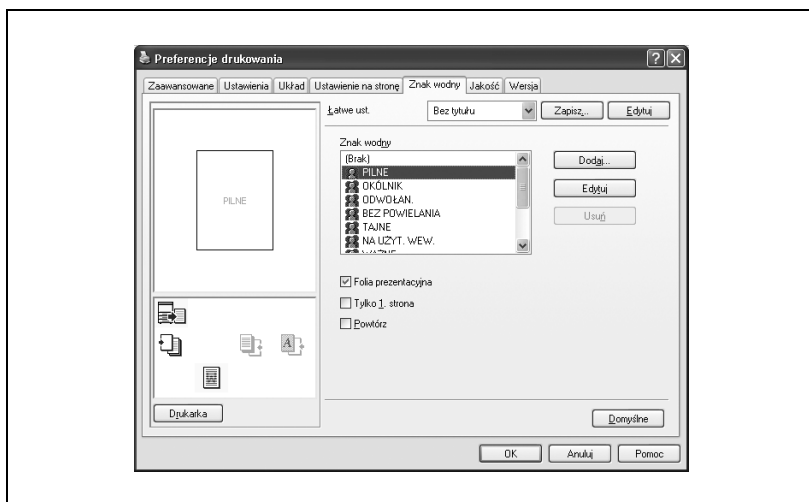 Preferencje drukowania
Zaawansowane Ustawienia Układ Ustawienie na stronę Znak wodny Jakość Wersja
Łatwe ust. Bez tytułu Zapisz... Edytuj
Znak wodny
(Brak)
PILNE
OKÓLNIK
ODWOŁAN.
BEZ POWIELANIA
TAJNE
NA UŻYT. WEW.
WAŻNE
Dodaj...
Edytuj
Usuń
PILNE
Folia prezentacyjna
Tylko 1. strona
Powtórz
A
Drukarka
Domyślne
OK Anuluj Pomoc